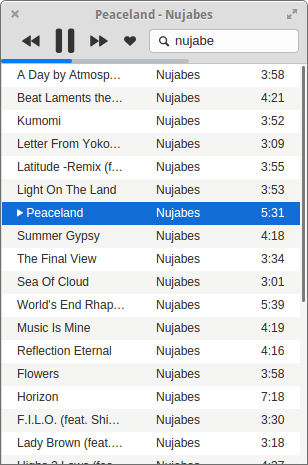 Peaceland - Nujabes
nujabe
A Day by Atmosp... Nujabes 3:58
Beat Laments the... Nujabes 4:21
Kumomi Nujabes 3:52
Letter From Yoko... Nujabes 3:09
Latitude -Remix (f... Nujabes 3:55
Light On The Land Nujabes 3:53
Peaceland Nujabes 5:31
Summer Gypsy Nujabes 4:18
The Final View Nujabes 3:34
Sea Of Cloud Nujabes 3:01
World's End Rhap... Nujabes 5:39
Music Is Mine Nujabes 4:19
Reflection Eternal Nujabes 4:16
Flowers Nujabes 3:58
Horizon Nujabes 7:18
F.I.L.O. (feat. Shi... Nujabes 3:30
Lady Brown (feat.... Nujabes 3:18
Nujabes 4:37